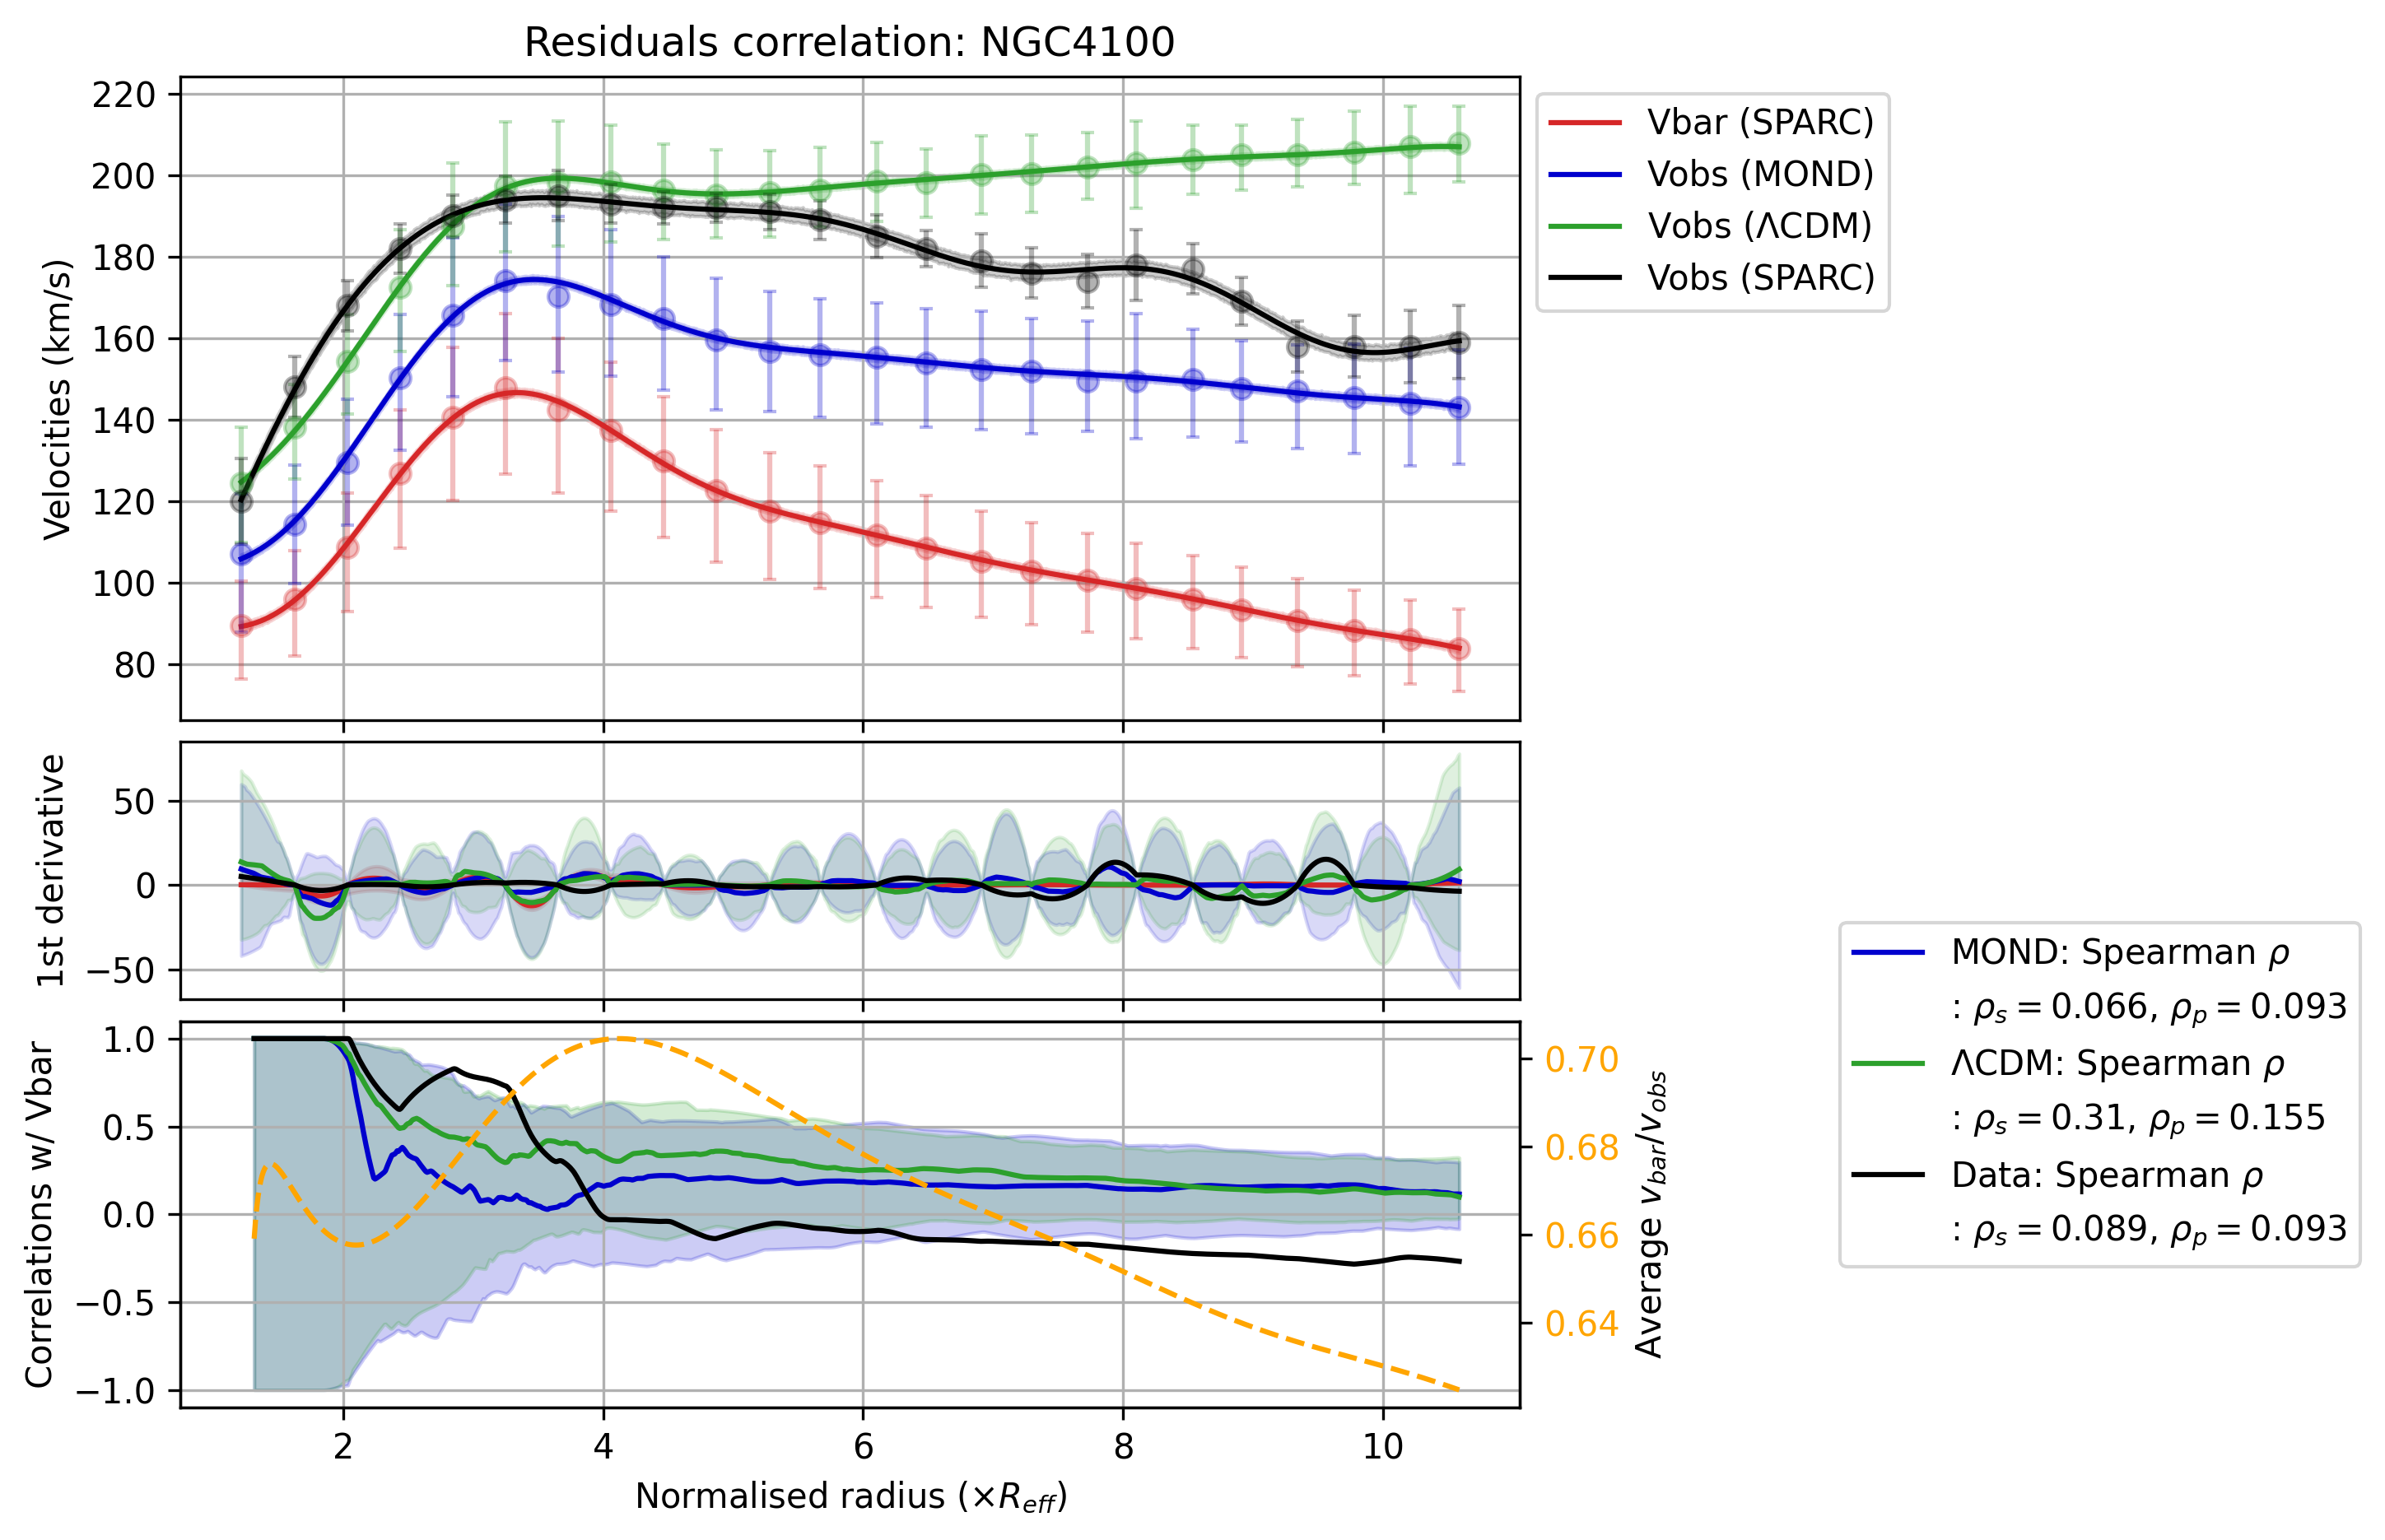 Residuals correlation: NGC4100
220
200
180
160
140
120
100
80
Velocities (km/s)
Vbar (SPARC)
Vobs (MOND)
Vobs (ΛCDM)
Vobs (SPARC)
50
0
−50
1st derivative
1.0
0.5
0.0
−0.5
−1.0
Correlations w/ Vbar
0.70
0.68
0.66
0.64
Average v_bar/v_obs
MOND: Spearman ρ
: ρ_s = 0.066, ρ_p = 0.093
ΛCDM: Spearman ρ
: ρ_s = 0.31, ρ_p = 0.155
Data: Spearman ρ
: ρ_s = 0.089, ρ_p = 0.093
2 4 6 8 10
Normalised radius (×R_eff)